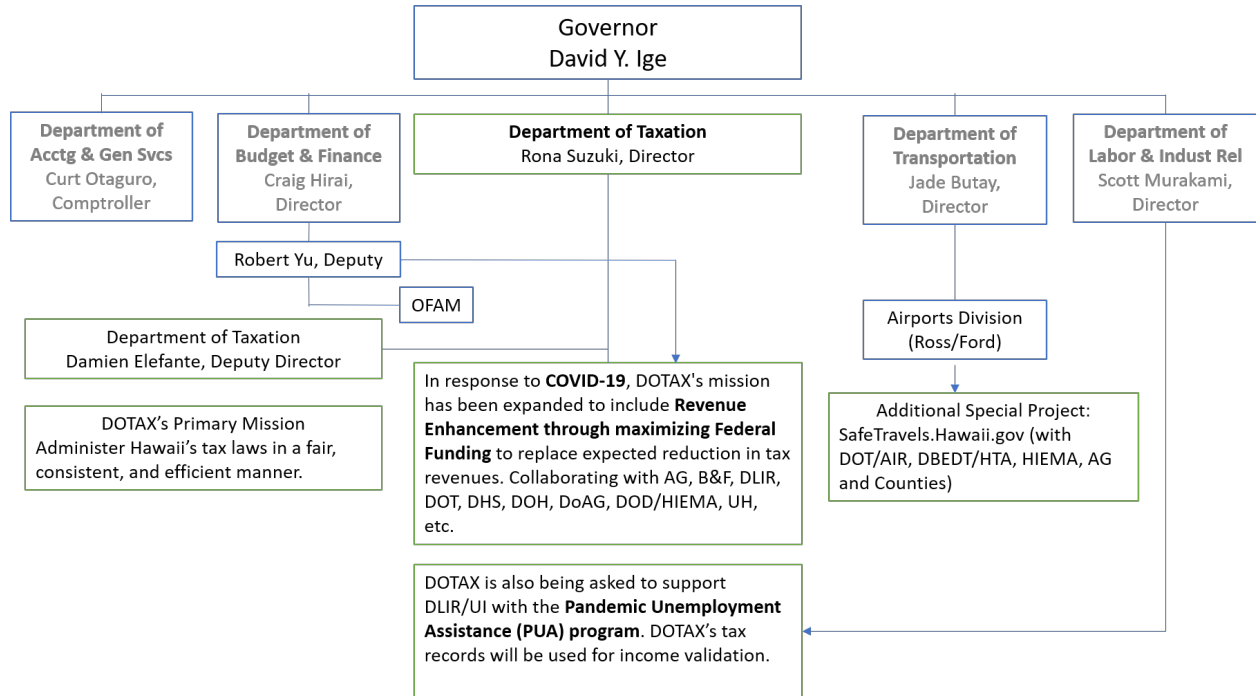 Governor
David Y. Ige
Department of
Acctg & Gen Svcs
Curt Otaguro,
Comptroller
Department of
Budget & Finance
Craig Hirai,
Director
Department of Taxation
Rona Suzuki, Director
Department of
Transportation
Jade Butay,
Director
Department of
Labor & Indust Rel
Scott Murakami,
Director
Robert Yu, Deputy
OFAM
Airports Division
(Ross/Ford)
Department of Taxation
Damien Elefante, Deputy Director
DOTAX’s Primary Mission
Administer Hawaii’s tax laws in a fair,
consistent, and efficient manner.
In response to COVID-19, DOTAX's mission
has been expanded to include Revenue
Enhancement through maximizing Federal
Funding to replace expected reduction in tax
revenues. Collaborating with AG, B&F, DLIR,
DOT, DHS, DOH, DoAG, DOD/HIEMA, UH,
etc.
Additional Special Project:
SafeTravels.Hawaii.gov (with
DOT/AIR, DBEDT/HTA, HIEMA, AG
and Counties)
DOTAX is also being asked to support
DLIR/UI with the Pandemic Unemployment
Assistance (PUA) program. DOTAX’s tax
records will be used for income validation.